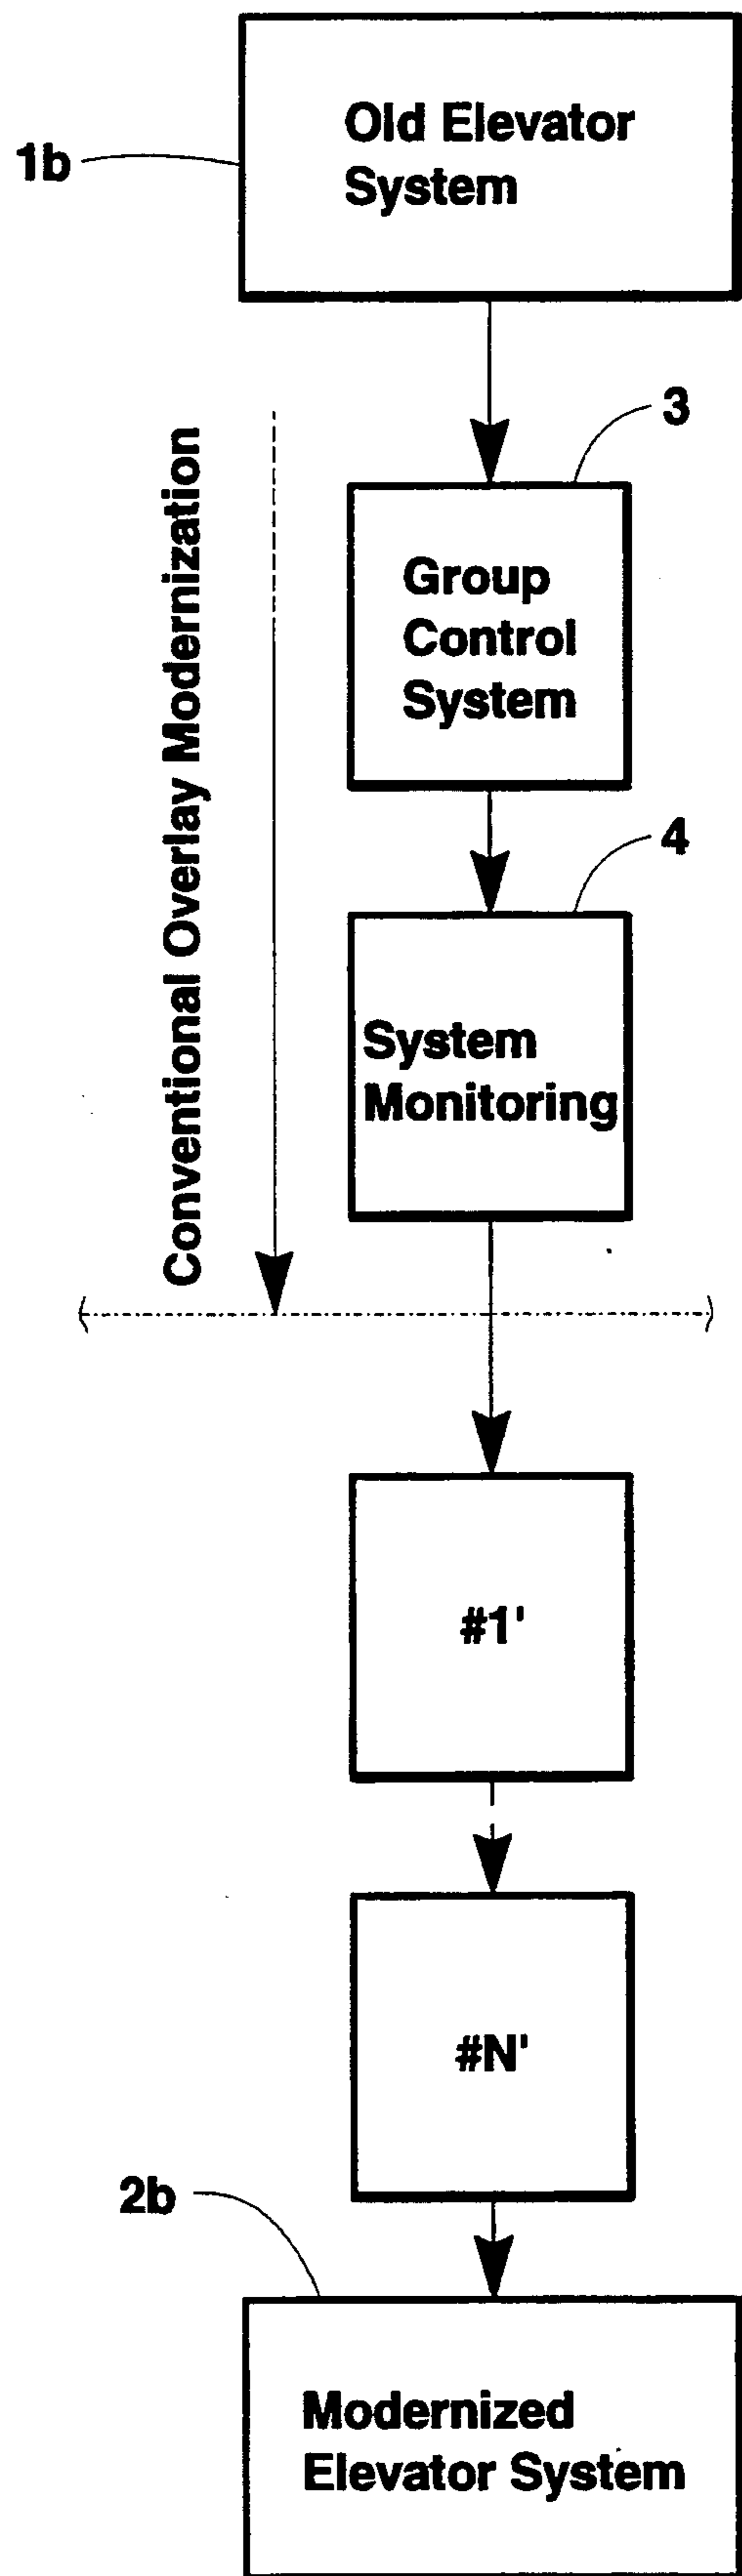 Old Elevator
System
1b
3
Group
Control
System
Conventional Overlay Modernization
4
System
Monitoring
#1'
#N'
2b
Modernized
Elevator System